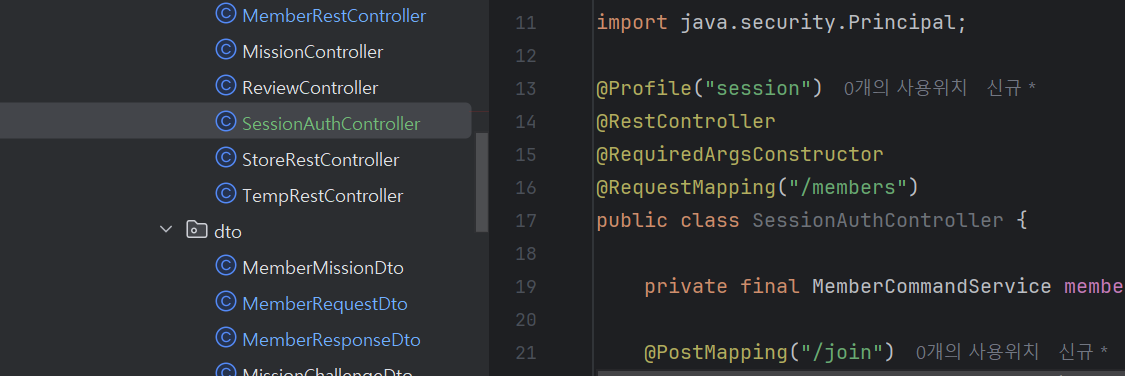 MemberRestController
MissionController
ReviewController
SessionAuthController
StoreRestController
TempRestController
dto
MemberMissionDto
MemberRequestDto
MemberResponseDto
MissionChallengeDto
11 import java.security.Principal;
12
13 @Profile("session") 0개의 사용위치 신규 *
14 @RestController
15 @RequiredArgsConstructor
16 @RequestMapping("/members")
17 public class SessionAuthController {
18
19 private final MemberCommandService membe
20
21 @PostMapping("/join") 0개의 사용위치 신규 *